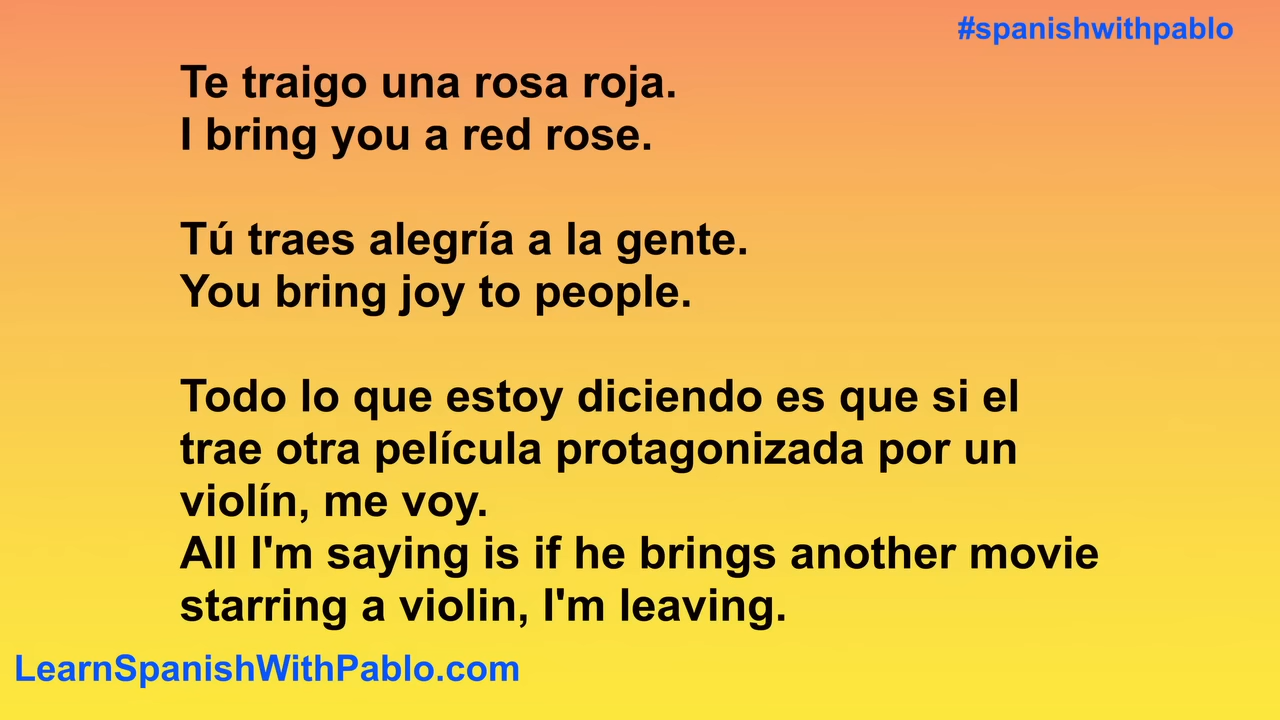 #spanishwithpablo
Te traigo una rosa roja.
I bring you a red rose.
Tú traes alegría a la gente.
You bring joy to people.
Todo lo que estoy diciendo es que si el
trae otra película protagonizada por un
violín, me voy.
All I'm saying is if he brings another movie
starring a violin, I'm leaving.
LearnSpanishWithPablo.com